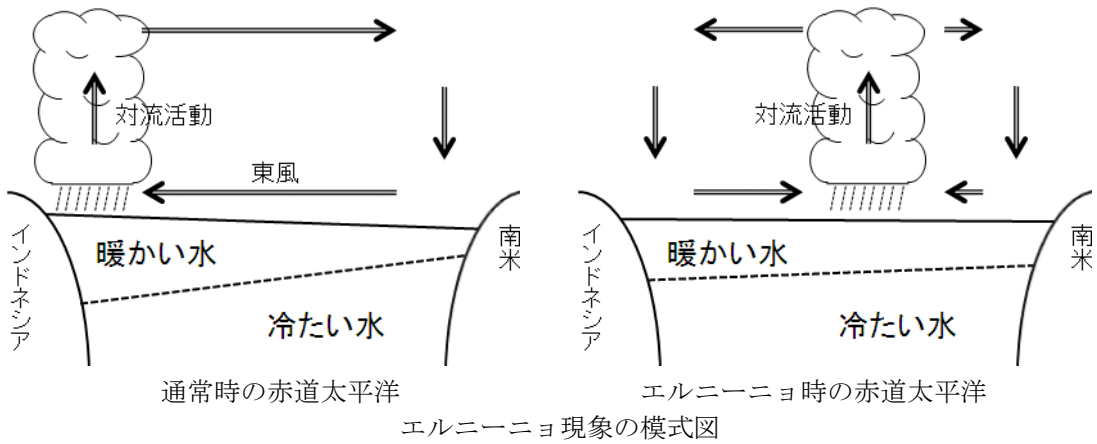 対流活動
東風
暖かい水
冷たい水
インドネシア
南米
通常時の赤道太平洋
対流活動
暖かい水
冷たい水
インドネシア
南米
エルニーニョ時の赤道太平洋
エルニーニョ現象の模式図